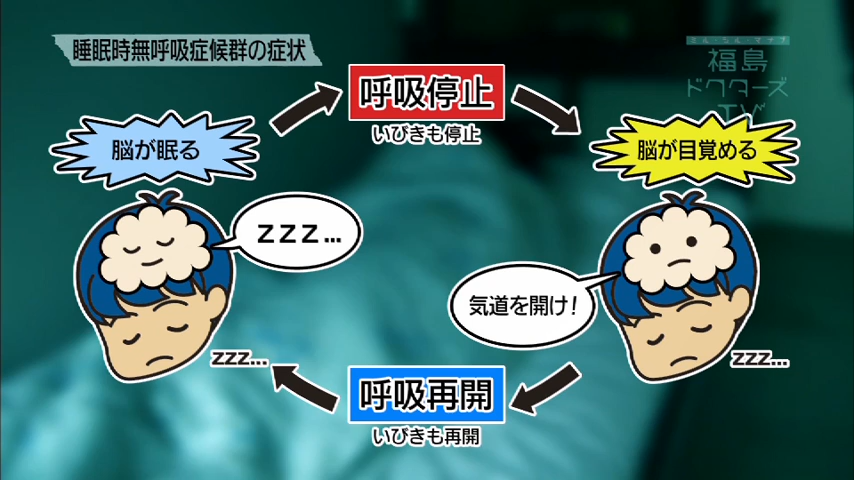 睡眠時無呼吸症候群の症状
福島
ドクターズ
TV
呼吸停止
いびきも停止
脳が眠る
脳が目覚める
ZZZ...
気道を開け!
zzz...
zzz...
呼吸再開
いびきも再開